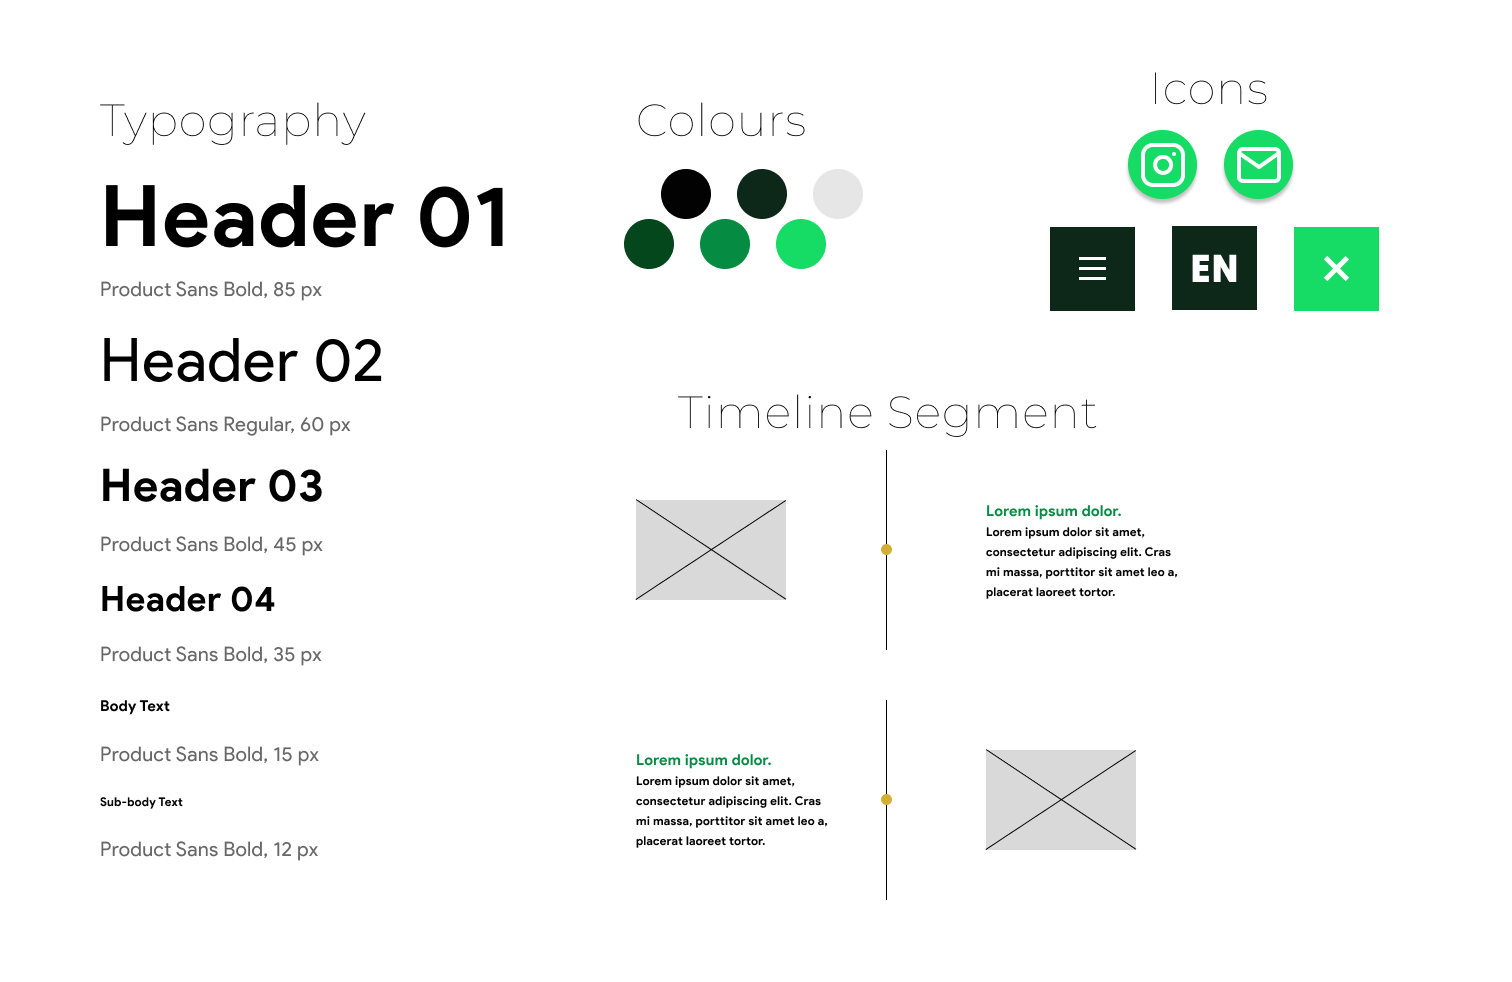 Typography
Header 01
Product Sans Bold, 85 px
Header 02
Product Sans Regular, 60 px
Header 03
Product Sans Bold, 45 px
Header 04
Product Sans Bold, 35 px
Body Text
Product Sans Bold, 15 px
Sub-body Text
Product Sans Bold, 12 px
Colours
Icons
EN
Timeline Segment
Lorem ipsum dolor.
Lorem ipsum dolor sit amet,
consectetur adipiscing elit. Cras
mi massa, porttitor sit amet leo a,
placerat laoreet tortor.
Lorem ipsum dolor.
Lorem ipsum dolor sit amet,
consectetur adipiscing elit. Cras
mi massa, porttitor sit amet leo a,
placerat laoreet tortor.